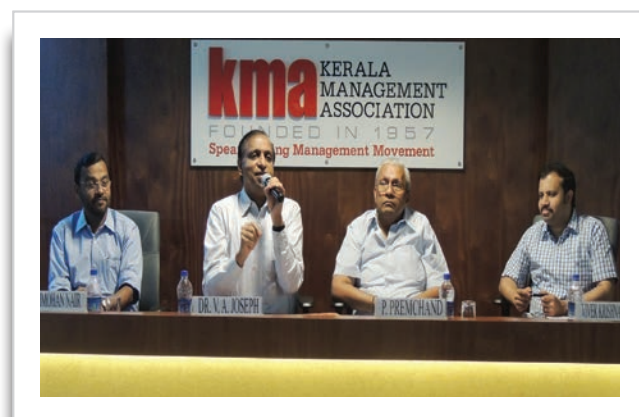 kma KERALA
MANAGEMENT
ASSOCIATION
FOUNDED IN 1957
Management Movement
MOHAN NAIR
DR. V. A. JOSEPH
P. PREMCHAND